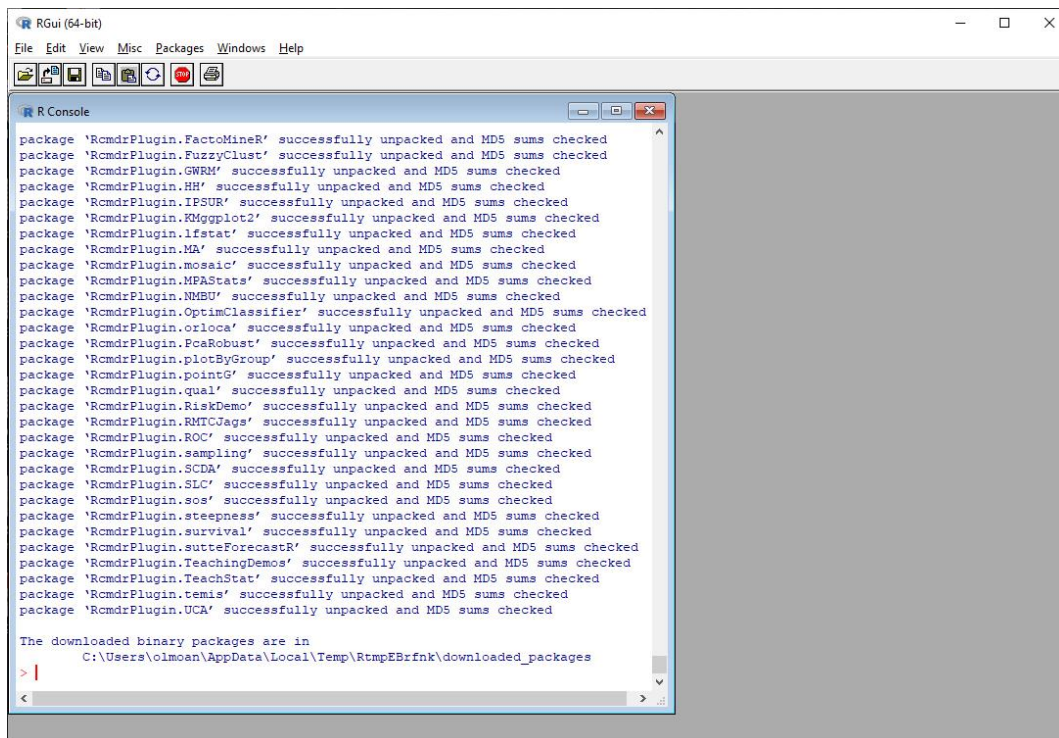 RGui (64-bit)
File Edit View Misc Packages Windows Help
STOP
R Console
package ‘RcmdrPlugin.FactoMineR’ successfully unpacked and MD5 sums checked
package ‘RcmdrPlugin.FuzzyClust’ successfully unpacked and MD5 sums checked
package ‘RcmdrPlugin.GWRM’ successfully unpacked and MD5 sums checked
package ‘RcmdrPlugin.HH’ successfully unpacked and MD5 sums checked
package ‘RcmdrPlugin.IPSUR’ successfully unpacked and MD5 sums checked
package ‘RcmdrPlugin.KMggplot2’ successfully unpacked and MD5 sums checked
package ‘RcmdrPlugin.lfstat’ successfully unpacked and MD5 sums checked
package ‘RcmdrPlugin.MA’ successfully unpacked and MD5 sums checked
package ‘RcmdrPlugin.mosaic’ successfully unpacked and MD5 sums checked
package ‘RcmdrPlugin.MPAStats’ successfully unpacked and MD5 sums checked
package ‘RcmdrPlugin.NMBU’ successfully unpacked and MD5 sums checked
package ‘RcmdrPlugin.OptimClassifier’ successfully unpacked and MD5 sums checked
package ‘RcmdrPlugin.orloca’ successfully unpacked and MD5 sums checked
package ‘RcmdrPlugin.PcaRobust’ successfully unpacked and MD5 sums checked
package ‘RcmdrPlugin.plotByGroup’ successfully unpacked and MD5 sums checked
package ‘RcmdrPlugin.pointG’ successfully unpacked and MD5 sums checked
package ‘RcmdrPlugin.qual’ successfully unpacked and MD5 sums checked
package ‘RcmdrPlugin.RiskDemo’ successfully unpacked and MD5 sums checked
package ‘RcmdrPlugin.RMTCJags’ successfully unpacked and MD5 sums checked
package ‘RcmdrPlugin.ROC’ successfully unpacked and MD5 sums checked
package ‘RcmdrPlugin.sampling’ successfully unpacked and MD5 sums checked
package ‘RcmdrPlugin.SCDA’ successfully unpacked and MD5 sums checked
package ‘RcmdrPlugin.SLC’ successfully unpacked and MD5 sums checked
package ‘RcmdrPlugin.sos’ successfully unpacked and MD5 sums checked
package ‘RcmdrPlugin.steepness’ successfully unpacked and MD5 sums checked
package ‘RcmdrPlugin.survival’ successfully unpacked and MD5 sums checked
package ‘RcmdrPlugin.sutteForecastR’ successfully unpacked and MD5 sums checked
package ‘RcmdrPlugin.TeachingDemos’ successfully unpacked and MD5 sums checked
package ‘RcmdrPlugin.TeachStat’ successfully unpacked and MD5 sums checked
package ‘RcmdrPlugin.temis’ successfully unpacked and MD5 sums checked
package ‘RcmdrPlugin.UCA’ successfully unpacked and MD5 sums checked
The downloaded binary packages are in
C:\Users\olmoan\AppData\Local\Temp\RtmpEBrfnk\downloaded_packages
>